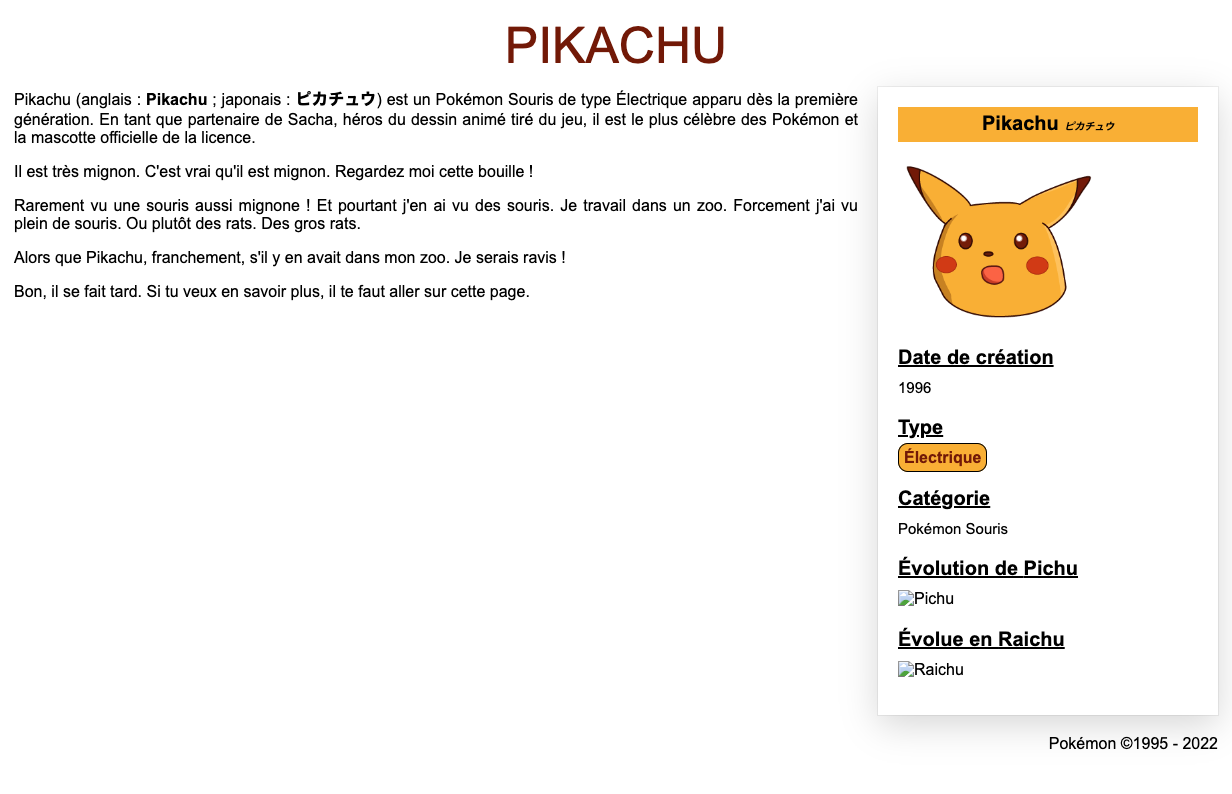 PIKACHU
Pikachu (anglais : Pikachu ; japonais : ピカチュウ) est un Pokémon Souris de type Électrique apparu dès la première
génération. En tant que partenaire de Sacha, héros du dessin animé tiré du jeu, il est le plus célèbre des Pokémon et
la mascotte officielle de la licence.
Il est très mignon. C'est vrai qu'il est mignon. Regardez moi cette bouille !
Rarement vu une souris aussi mignone ! Et pourtant j'en ai vu des souris. Je travail dans un zoo. Forcement j'ai vu
plein de souris. Ou plutôt des rats. Des gros rats.
Alors que Pikachu, franchement, s'il y en avait dans mon zoo. Je serais ravis !
Bon, il se fait tard. Si tu veux en savoir plus, il te faut aller sur cette page.
Pikachu ピカチュウ
Date de création
1996
Type
Électrique
Catégorie
Pokémon Souris
Évolution de Pichu
Pichu
Évolue en Raichu
Raichu
Pokémon ©1995 - 2022